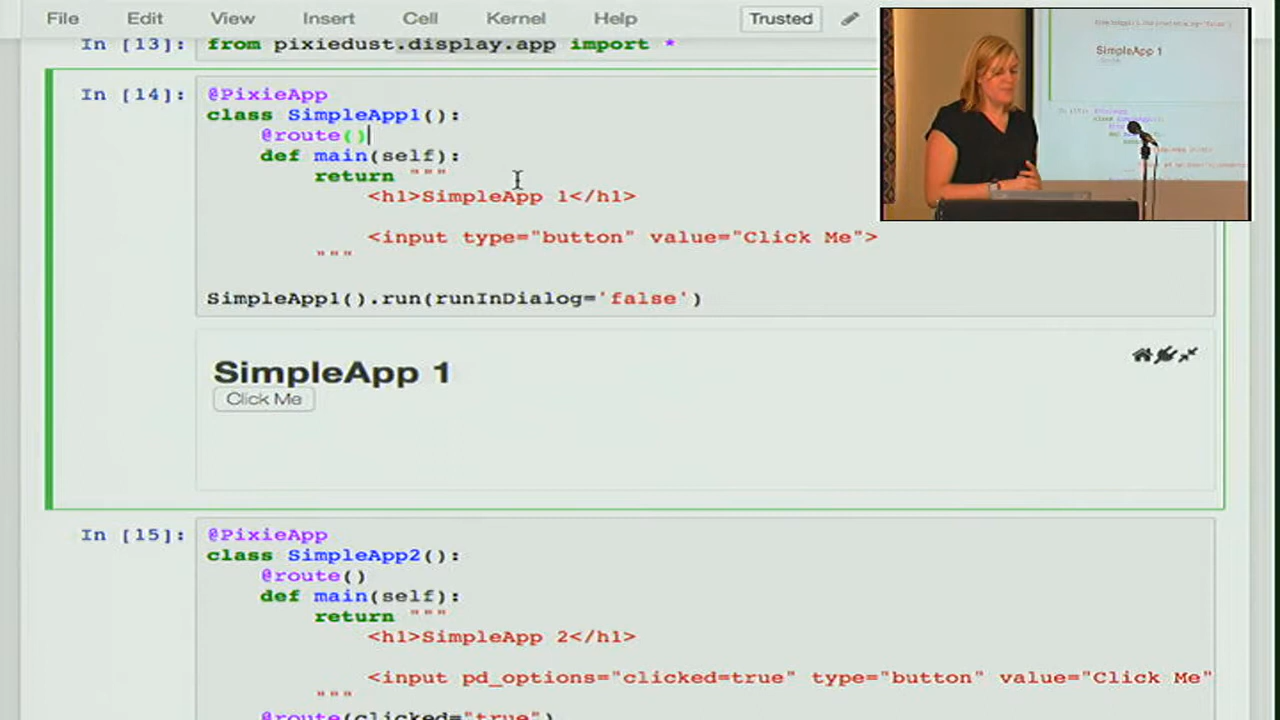 File Edit View Insert Cell Kernel Help Trusted
In [13]: from pixiedust.display.app import *
In [14]: @PixieApp
class SimpleApp1():
@route()
def main(self):
return """
<h1>SimpleApp 1</h1>
<input type="button" value="Click Me">
"""
SimpleApp1().run(runInDialog='false')
SimpleApp 1
Click Me
In [15]: @PixieApp
class SimpleApp2():
@route()
def main(self):
return """
<h1>SimpleApp 2</h1>
<input pd_options="clicked=true" type="button" value="Click Me"
"""
@route(clicked="true")
SimpleApp 1